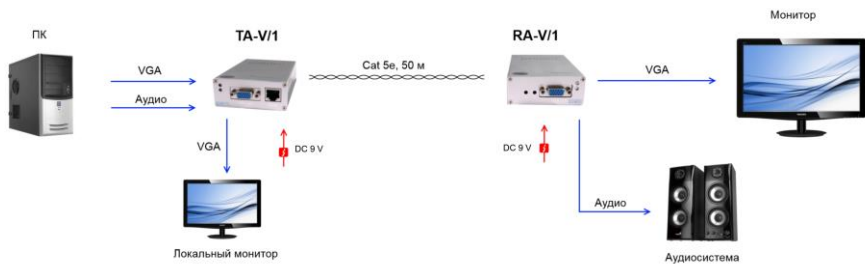 ПК
TA-V/1
RA-V/1
Монитор
VGA
Cat 5e, 50 м
VGA
Аудио
VGA
DC 9 V
DC 9 V
Аудио
Локальный монитор
Аудиосистема